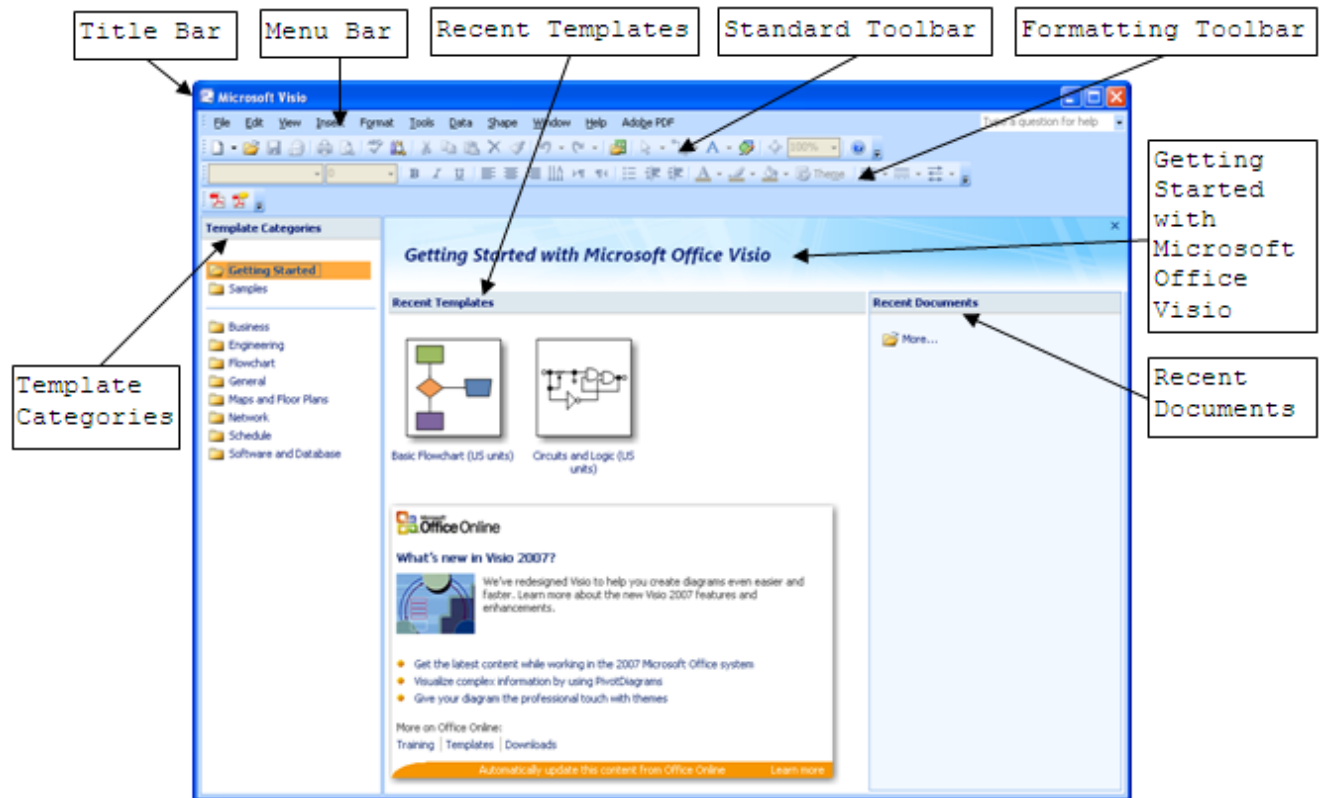 Title Bar
Menu Bar
Recent Templates
Standard Toolbar
Formatting Toolbar
Microsoft Visio
File Edit View Insert Format Tools Data Shape Window Help Adobe PDF
Type a question for help
100%
0
B I U
A
Theme
Getting
Started
with
Microsoft
Office
Visio
Template Categories
Getting Started
Samples
Business
Engineering
Flowchart
General
Maps and Floor Plans
Network
Schedule
Software and Database
Getting Started with Microsoft Office Visio
Recent Templates
Basic Flowchart (US units)
Circuits and Logic (US
units)
Recent Documents
More...
Template
Categories
Recent
Documents
Microsoft
Office Online
What's new in Visio 2007?
We've redesigned Visio to help you create diagrams even easier and
faster. Learn more about the new Visio 2007 features and
enhancements.
Get the latest content while working in the 2007 Microsoft Office system
Visualize complex information by using PivotDiagrams
Give your diagram the professional touch with themes
More on Office Online:
Training | Templates | Downloads
Automatically update this content from Office Online Learn more